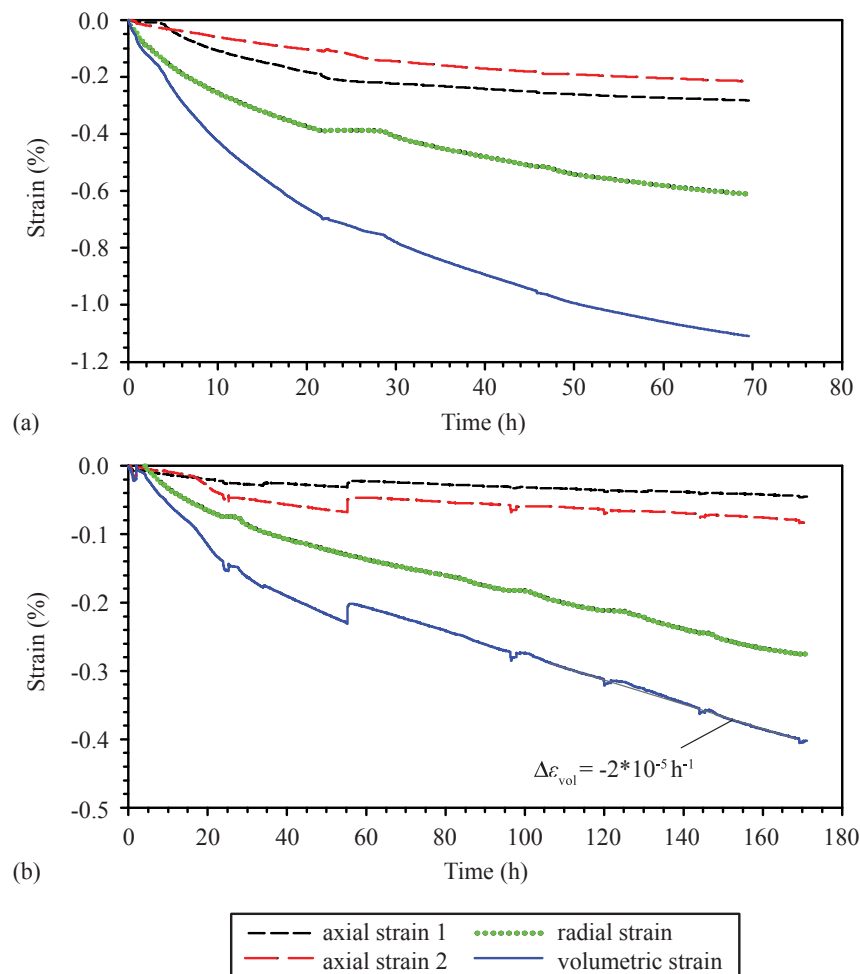 0.0
-0.2
-0.4
-0.6
-0.8
-1.0
-1.2
Strain (%)
0 10 20 30 40 50 60 70 80
(a)
Time (h)
0.0
-0.1
-0.2
-0.3
-0.4
-0.5
Strain (%)
Δε_vol = -2*10⁻⁵ h⁻¹
0 20 40 60 80 100 120 140 160 180
(b)
Time (h)
axial strain 1 radial strain
axial strain 2 volumetric strain